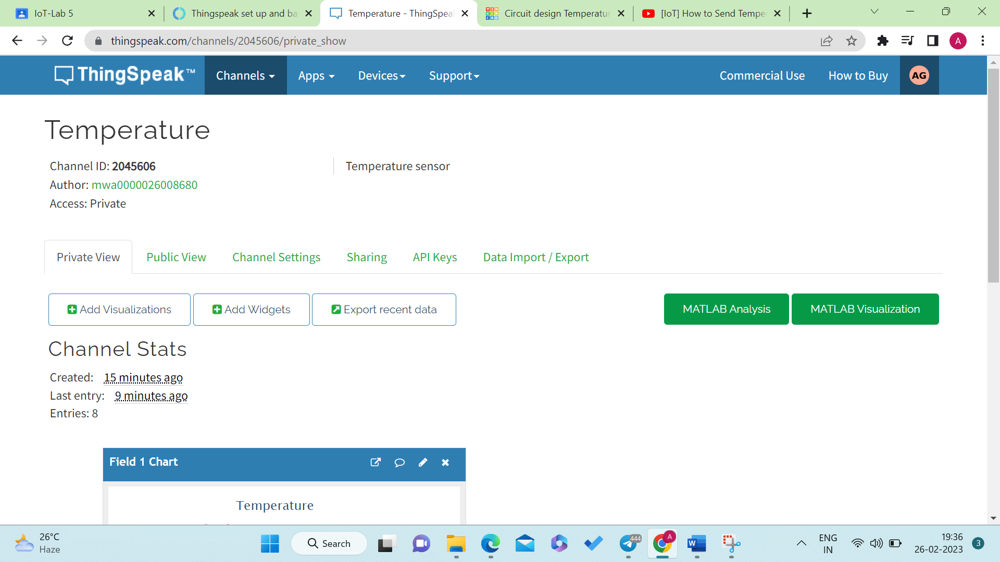 IoT-Lab 5
Thingspeak set up and ba
Temperature - ThingSpeal
Circuit design Temperatur
[IoT] How to Send Tempe
thingspeak.com/channels/2045606/private_show
A
ThingSpeak™
Channels
Apps
Devices
Support
Commercial Use
How to Buy
AG
Temperature
Channel ID: 2045606
Temperature sensor
Author: mwa0000026008680
Access: Private
Private View
Public View
Channel Settings
Sharing
API Keys
Data Import / Export
Add Visualizations
Add Widgets
Export recent data
MATLAB Analysis
MATLAB Visualization
Channel Stats
Created: 15 minutes ago
Last entry: 9 minutes ago
Entries: 8
Field 1 Chart
Temperature
26°C
Haze
Search
444
A
W
ENG
IN
19:36
26-02-2023
3